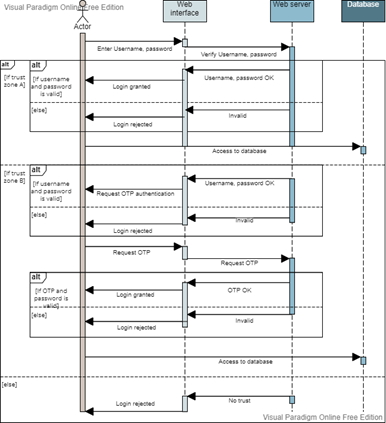 Visual Paradigm Online Free Edition
Actor
Web
interface
Web server
Database
Enter Username, password
Verify Username, password
alt
[If trust
zone A]
alt
[If username
and password
is valid]
Username, password OK
Login granted
[else]
Invalid
Login rejected
Access to database
[If trust
zone B]
alt
[If username
and password
is valid]
Username, password OK
Request OTP authentication
[else]
Invalid
Login rejected
Request OTP
Request OTP
alt
[If OTP and
password is
valid]
OTP OK
Login granted
[else]
Invalid
Login rejected
Access to database
[else]
No trust
Login rejected
Visual Paradigm Online Free Edition